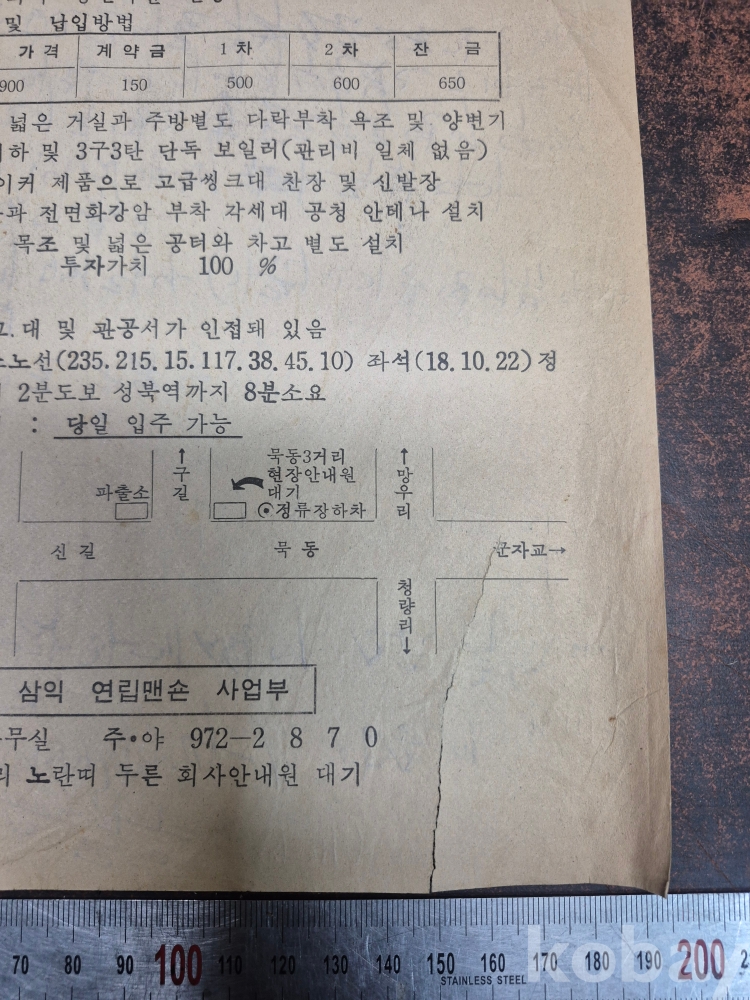 및 납입방법
가격 계약금 1차 2차 잔금
900 150 500 600 650
넓은 거실과 주방별도 다락부착 욕조 및 양변기
하 및 3구3탄 단독 보일러(관리비 일체 없음)
이커 제품으로 고급씽크대 찬장 및 신발장
과 전면화강암 부착 각세대 공청 안테나 설치
목조 및 넓은 공터와 차고 별도 설치
투자가치 100 %
고.대 및 관공서가 인접돼 있음
노선(235.215.15.117.38.45.10) 좌석(18.10.22)정
2분도보 성북역까지 8분소요
: 당일 입주 가능
↑구길
묵동3거리
현장안내원
대기
⊙정류장하차
↑망우리
파출소
신길 묵동 군자교→
청량리↓
삼익 연립맨숀 사업부
무실 주•야 972-2870
리 노란띠 두른 회사안내원 대기
70 80 90 100 110 120 130 140 150 160 170 180 190 200
STAINLESS STEEL
kobay